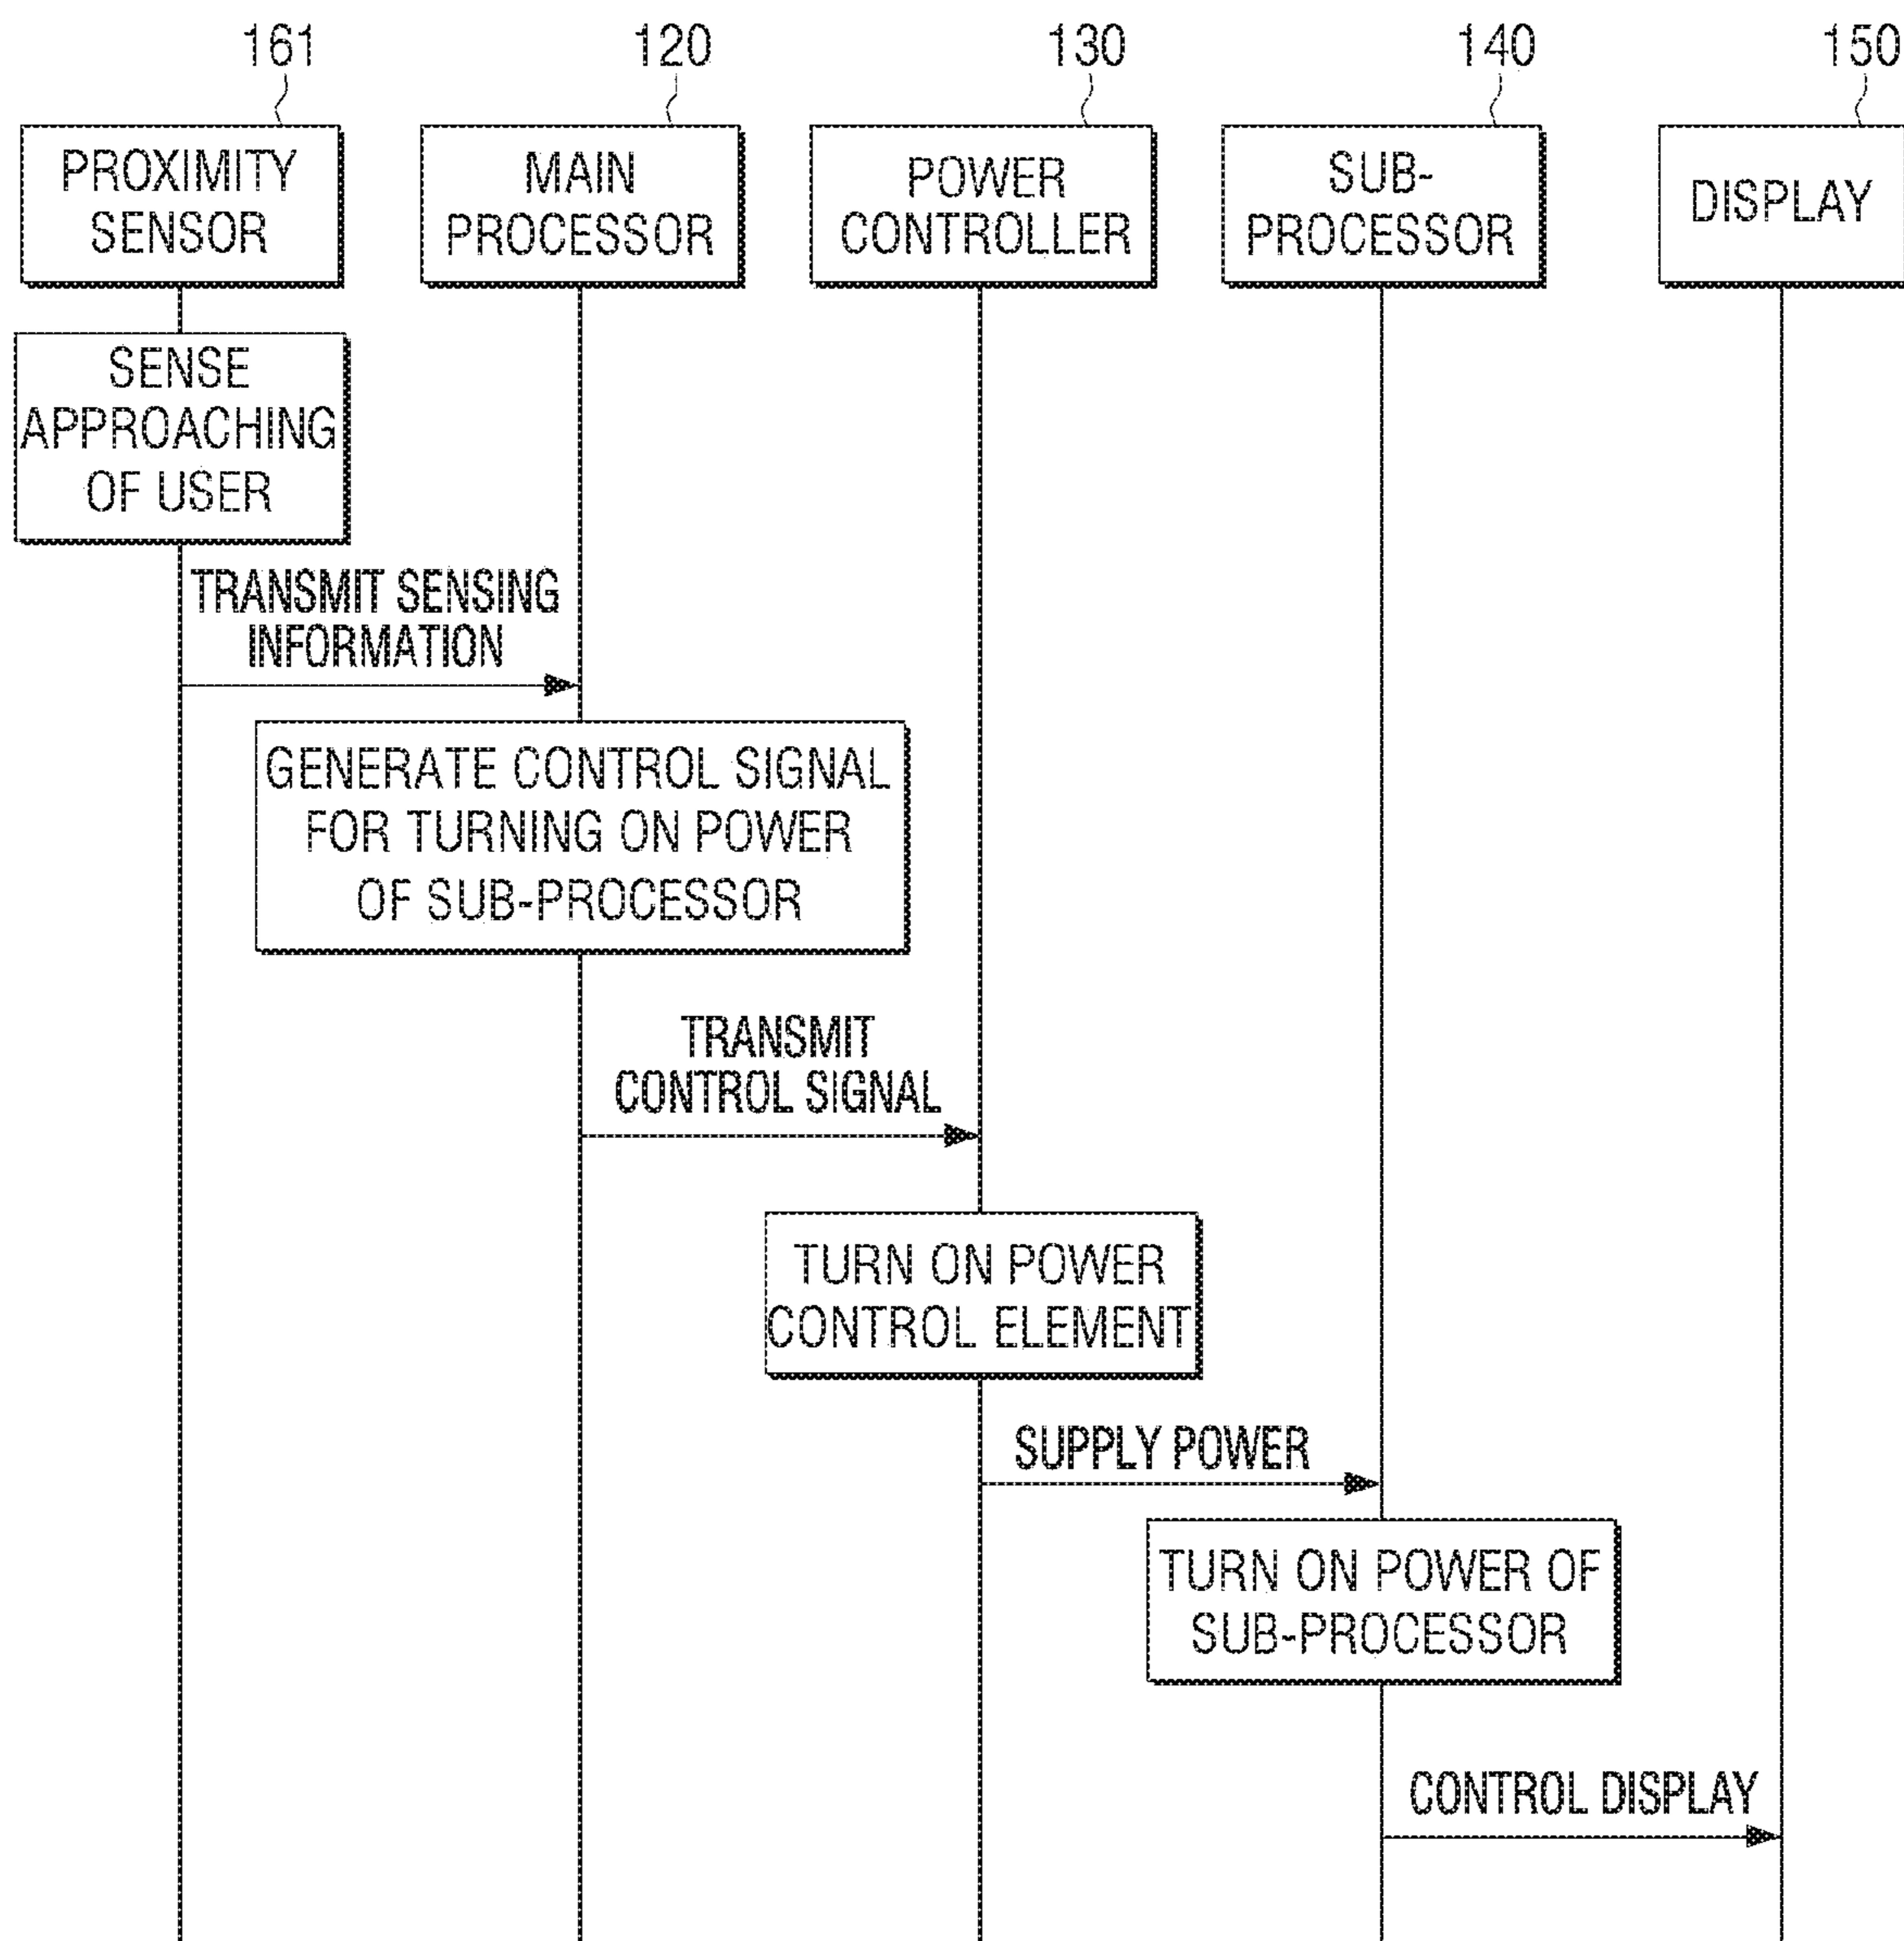 161
120
130
140
150
PROXIMITY
SENSOR
MAIN
PROCESSOR
POWER
CONTROLLER
SUB-
PROCESSOR
DISPLAY
SENSE
APPROACHING
OF USER
TRANSMIT SENSING
INFORMATION
GENERATE CONTROL SIGNAL
FOR TURNING ON POWER
OF SUB-PROCESSOR
TRANSMIT
CONTROL SIGNAL
TURN ON POWER
CONTROL ELEMENT
SUPPLY POWER
TURN ON POWER OF
SUB-PROCESSOR
CONTROL DISPLAY